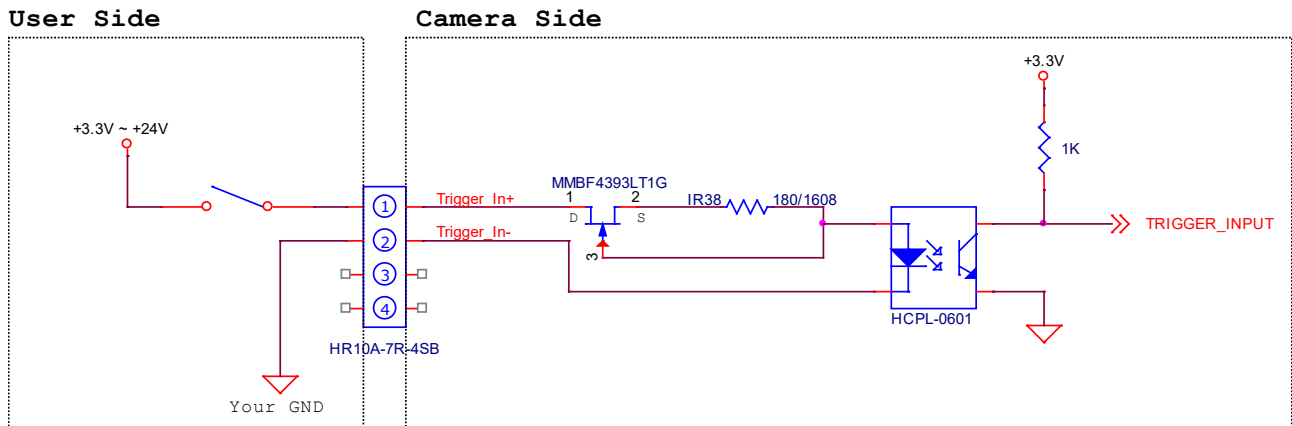 User Side
Camera Side
+3.3V
+3.3V ~ +24V
1K
MMBF4393LT1G
1
Trigger_In+
1
2
IR38
180/1608
D
S
TRIGGER_INPUT
2
Trigger_In-
3
3
4
HCPL-0601
HR10A-7R-4SB
Your GND